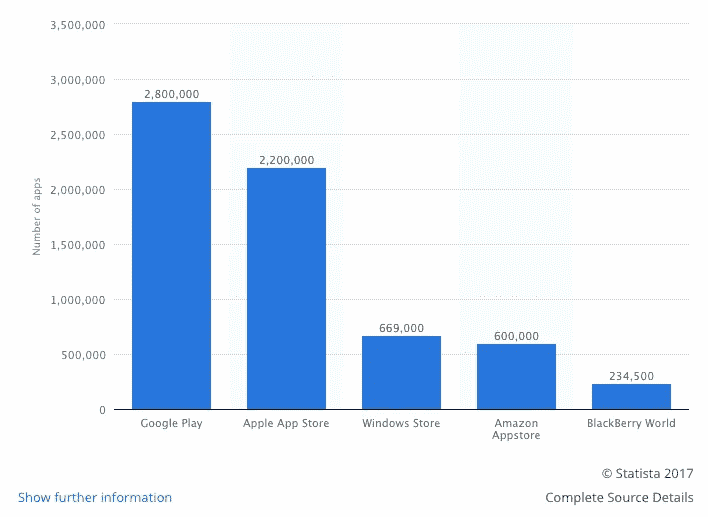 3,500,000
3,000,000
2,800,000
2,500,000
2,200,000
2,000,000
Number of apps
1,500,000
1,000,000
669,000
600,000
500,000
234,500
0
Google Play
Apple App Store
Windows Store
Amazon
Appstore
BlackBerry World
© Statista 2017
Show further information
Complete Source Details